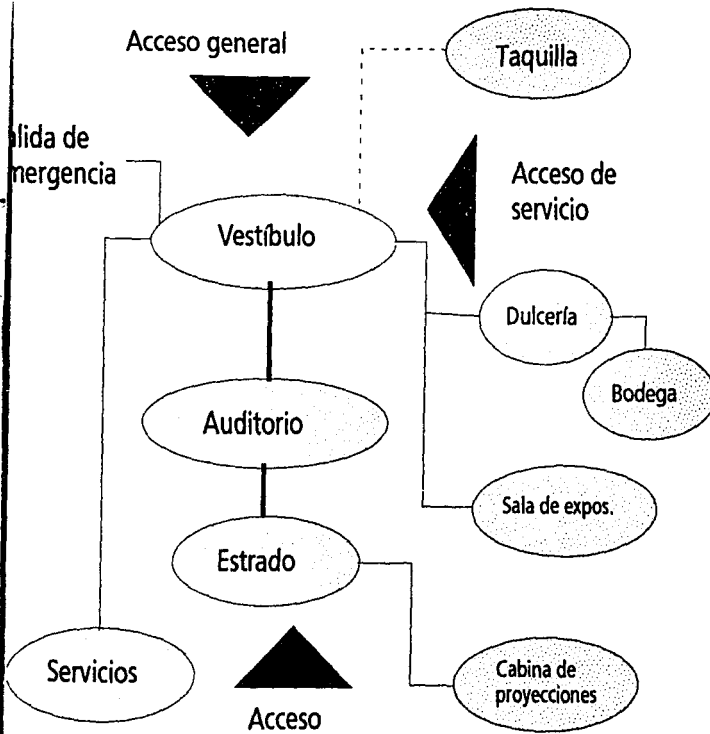 Acceso general
Taquilla
lida de
mergencia
Acceso de
servicio
Vestíbulo
Dulcería
Bodega
Auditorio
Sala de expos.
Estrado
Servicios
Cabina de
proyecciones
Acceso